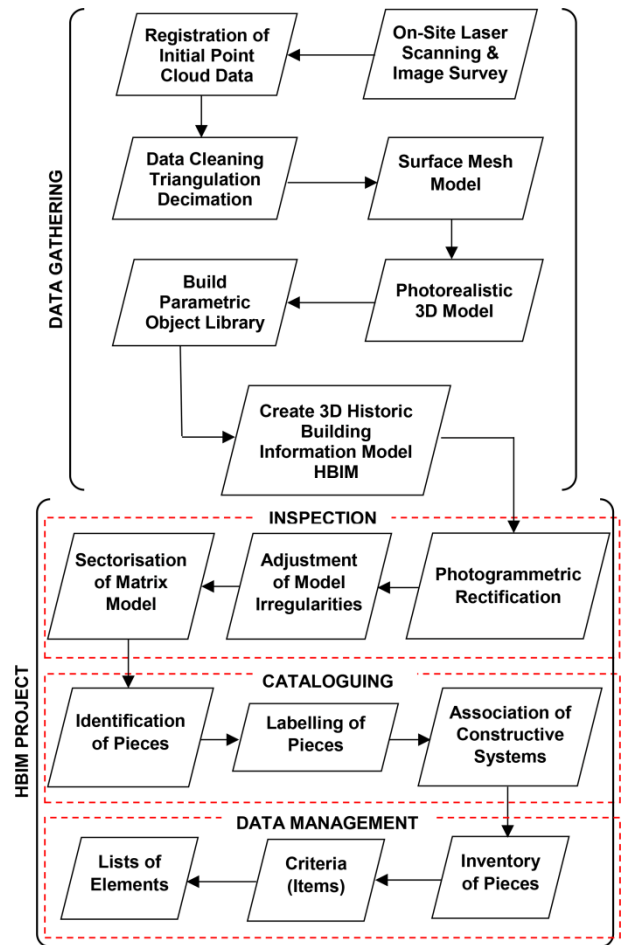 DATA GATHERING
On-Site Laser
Scanning &
Image Survey
Registration of
Initial Point
Cloud Data
Data Cleaning
Triangulation
Decimation
Surface Mesh
Model
Photorealistic
3D Model
Build
Parametric
Object Library
Create 3D Historic
Building
Information Model
HBIM
HBIM PROJECT
INSPECTION
Photogrammetric
Rectification
Adjustment
of Model
Irregularities
Sectorisation
of Matrix
Model
CATALOGUING
Identification
of Pieces
Labelling of
Pieces
Association of
Constructive
Systems
DATA MANAGEMENT
Inventory
of Pieces
Criteria
(Items)
Lists of
Elements